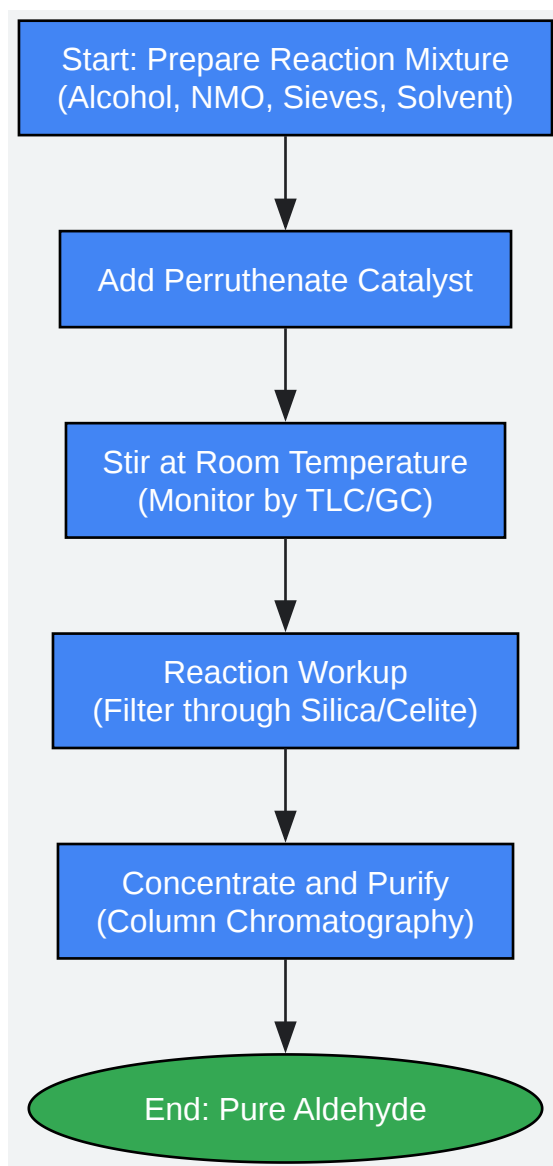 Start: Prepare Reaction Mixture
(Alcohol, NMO, Sieves, Solvent)
Add Perruthenate Catalyst
Stir at Room Temperature
(Monitor by TLC/GC)
Reaction Workup
(Filter through Silica/Celite)
Concentrate and Purify
(Column Chromatography)
End: Pure Aldehyde